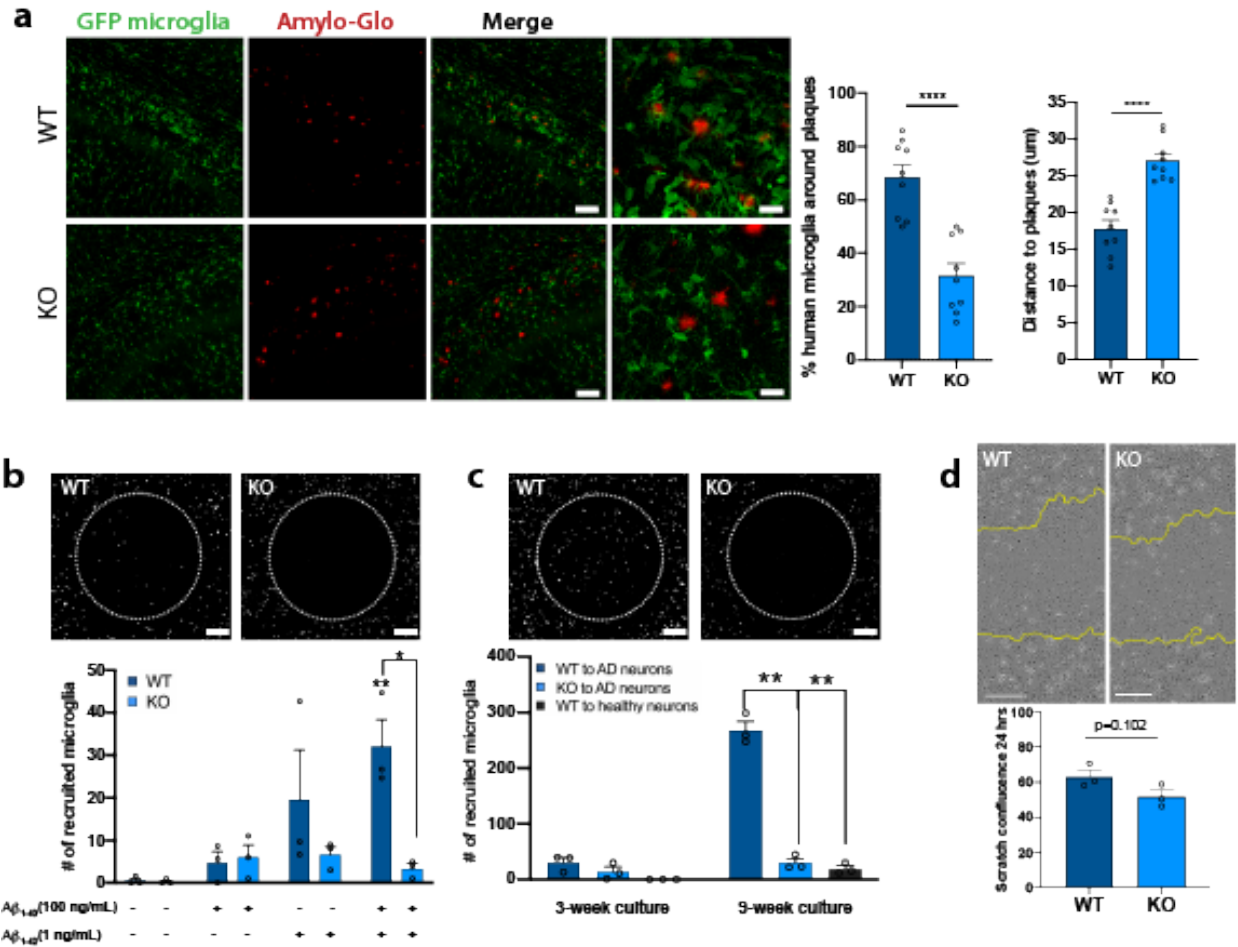 a
GFP microglia
Amylo-Glo
Merge
WT
KO
% human microglia around plaques
100
80
60
40
20
0
****
WT
KO
Distance to plaques (um)
35
30
25
20
15
10
5
0
****
WT
KO
b
WT
KO
# of recruited microglia
50
40
30
20
10
0
WT
KO
*
**
Aβ1-40(100 ng/mL) - - + + - - + +
Aβ1-42(1 ng/mL) - - - - + + + +
c
WT
KO
# of recruited microglia
400
300
200
100
0
WT to AD neurons
KO to AD neurons
WT to healthy neurons
**
**
3-week culture
9-week culture
d
WT
KO
Scratch conflucence 24 hrs
100
80
60
40
20
0
p=0.102
WT
KO